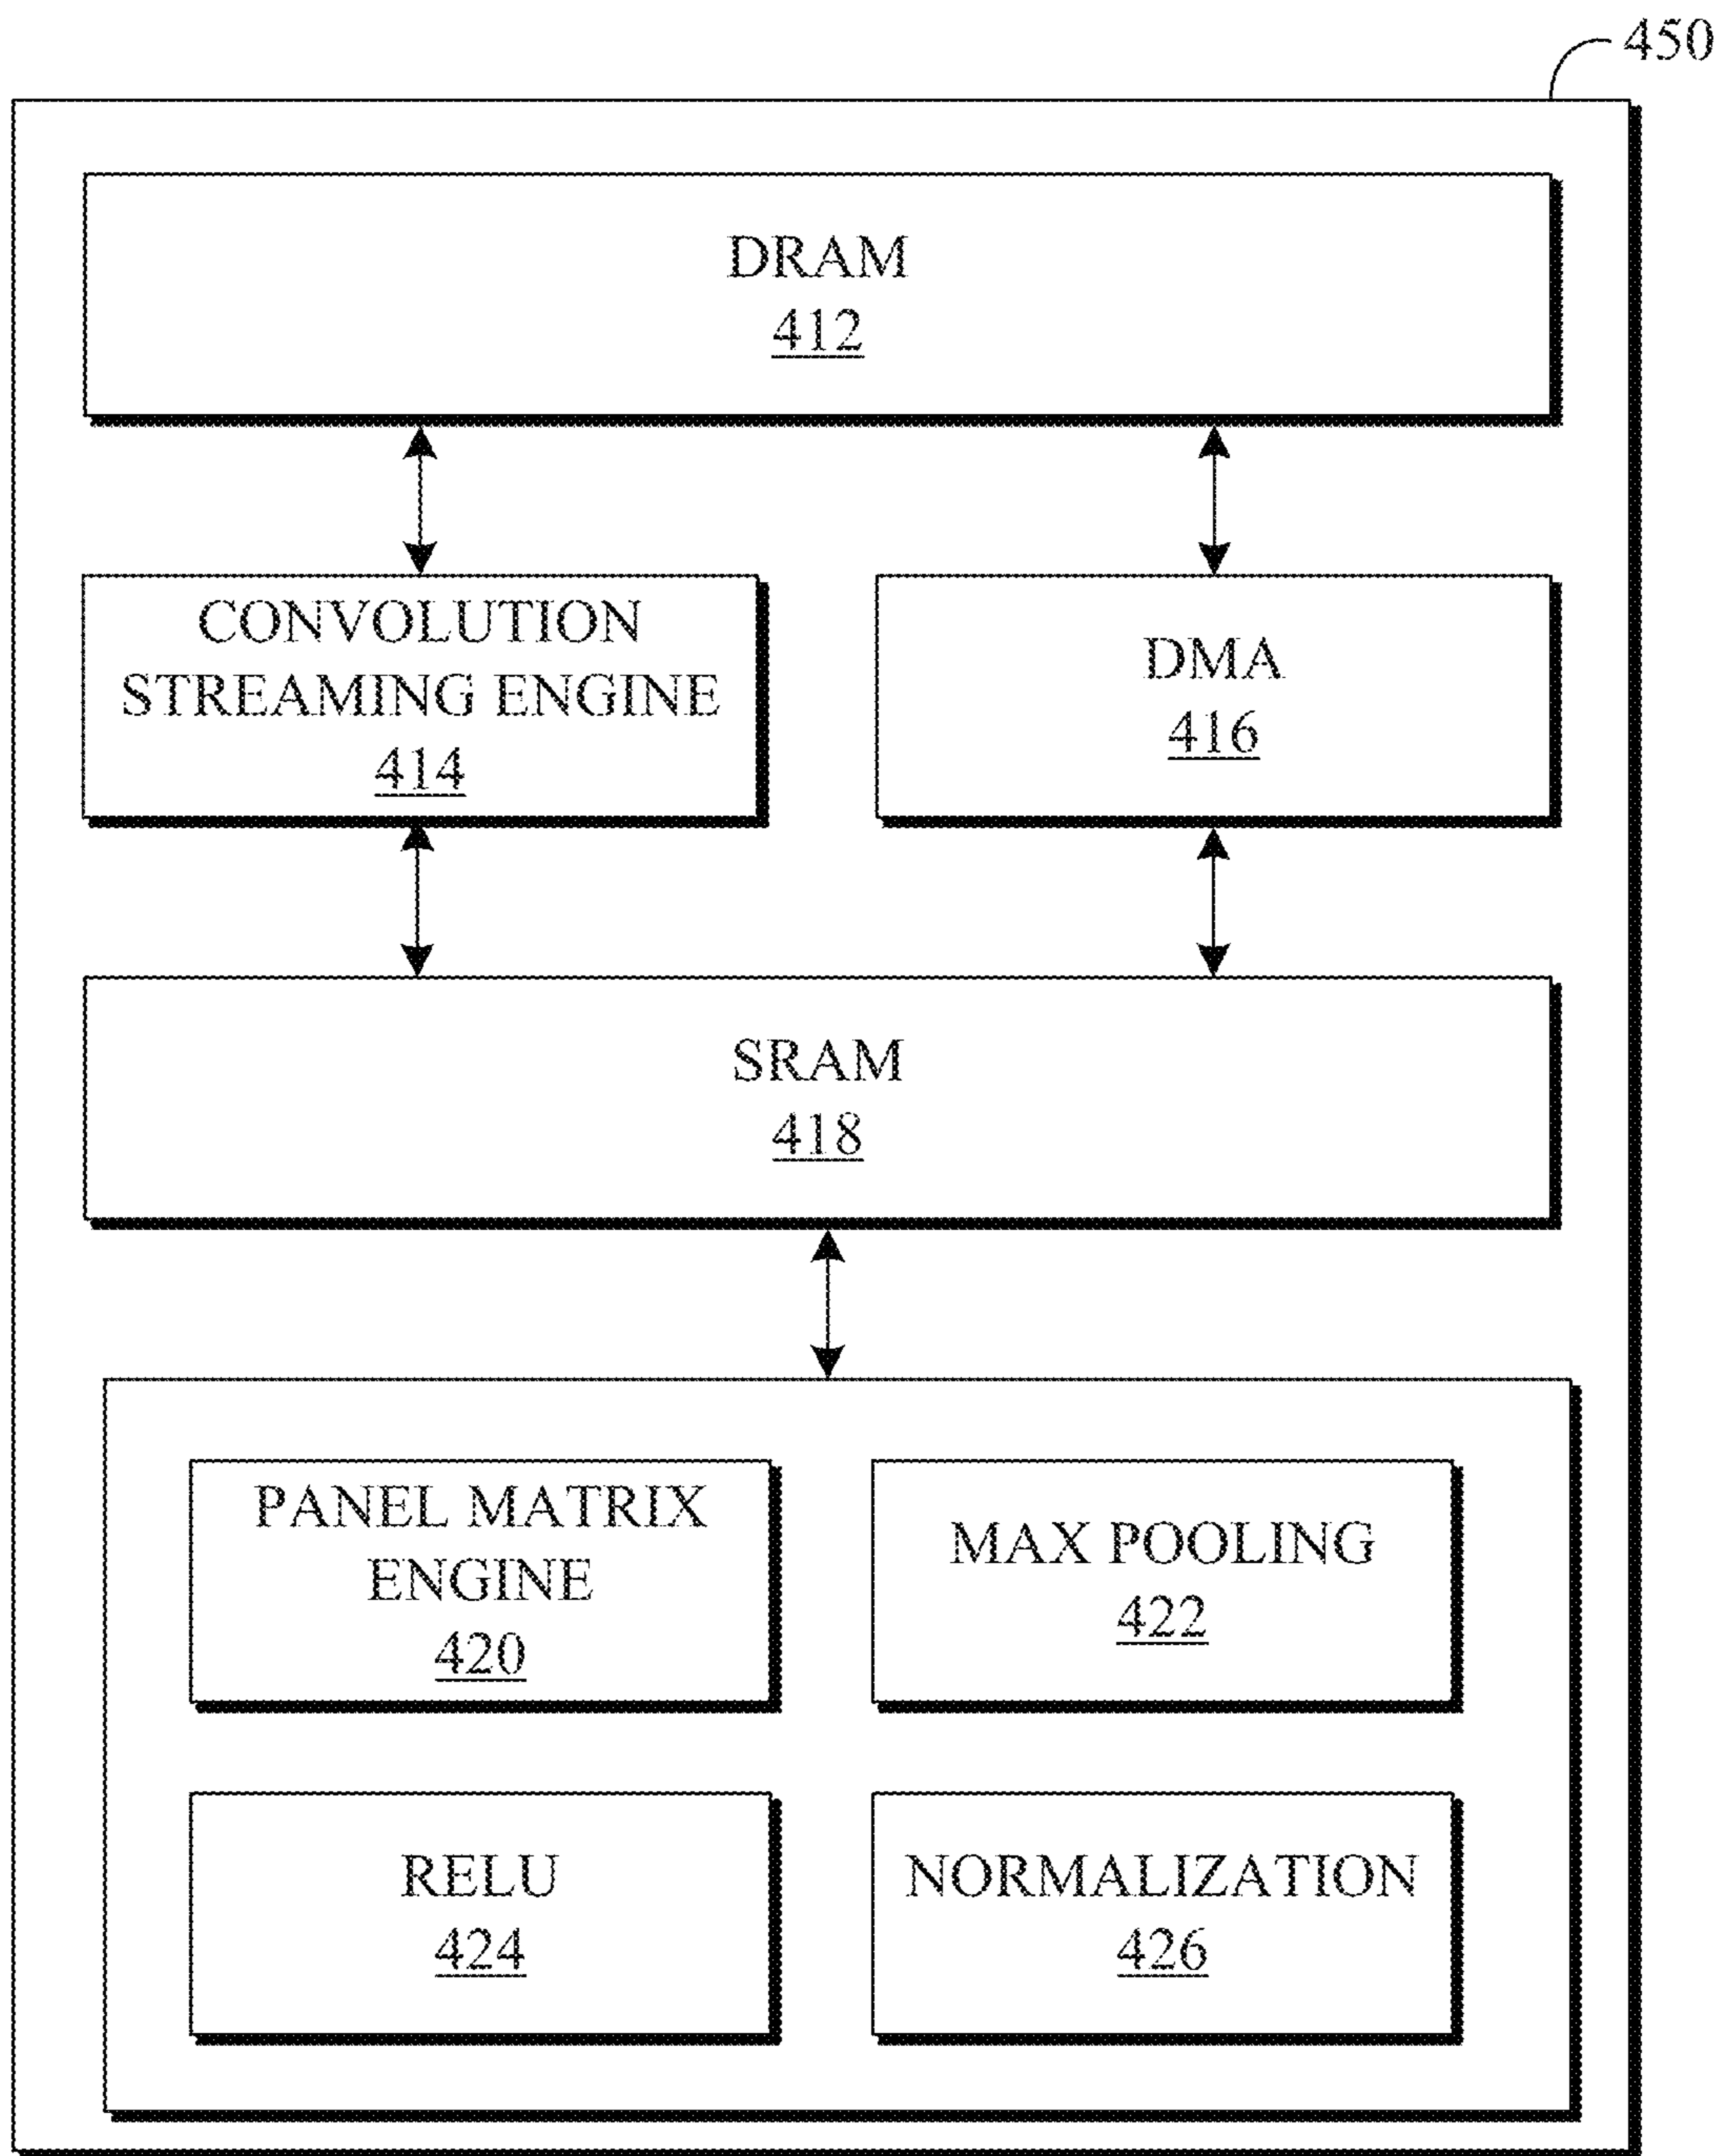 450
DRAM
412
CONVOLUTION
STREAMING ENGINE
414
DMA
416
SRAM
418
PANEL MATRIX
ENGINE
420
MAX POOLING
422
RELU
424
NORMALIZATION
426